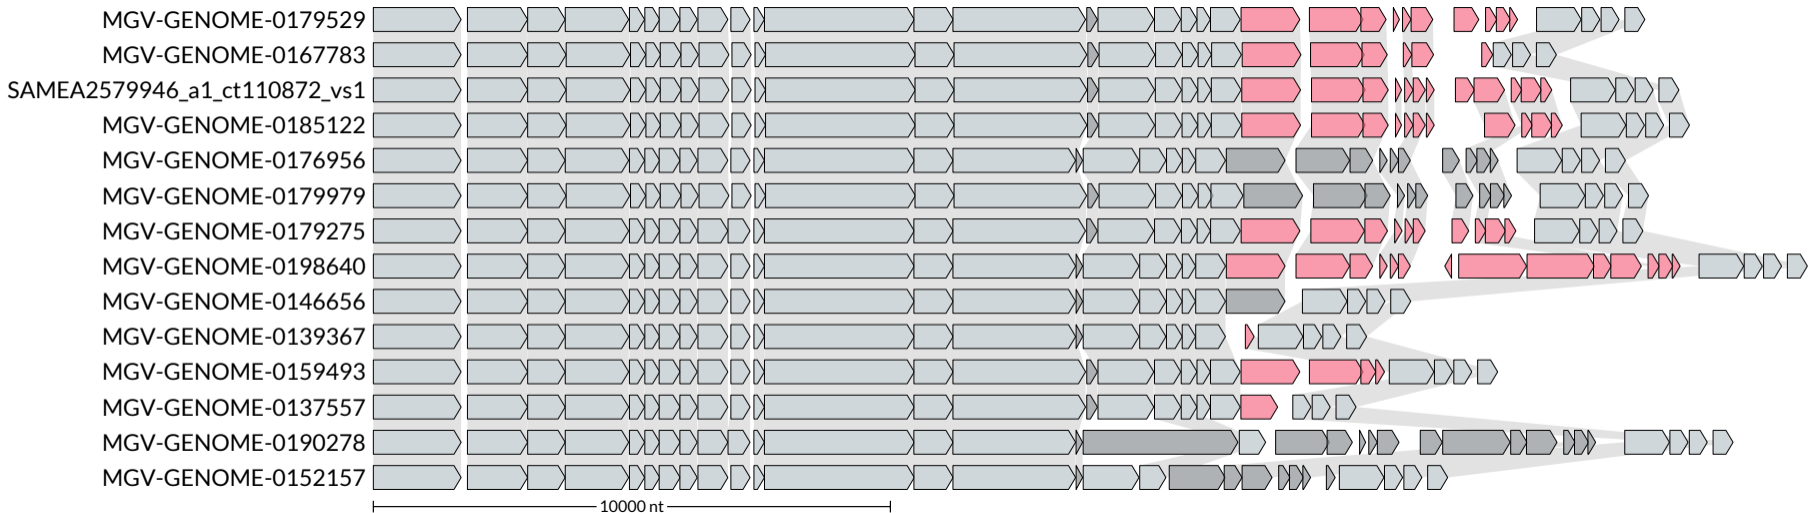 MGV-GENOME-0179529
MGV-GENOME-0167783
SAMEA2579946_a1_ct110872_vs1
MGV-GENOME-0185122
MGV-GENOME-0176956
MGV-GENOME-0179979
MGV-GENOME-0179275
MGV-GENOME-0198640
MGV-GENOME-0146656
MGV-GENOME-0139367
MGV-GENOME-0159493
MGV-GENOME-0137557
MGV-GENOME-0190278
MGV-GENOME-0152157
10000 nt